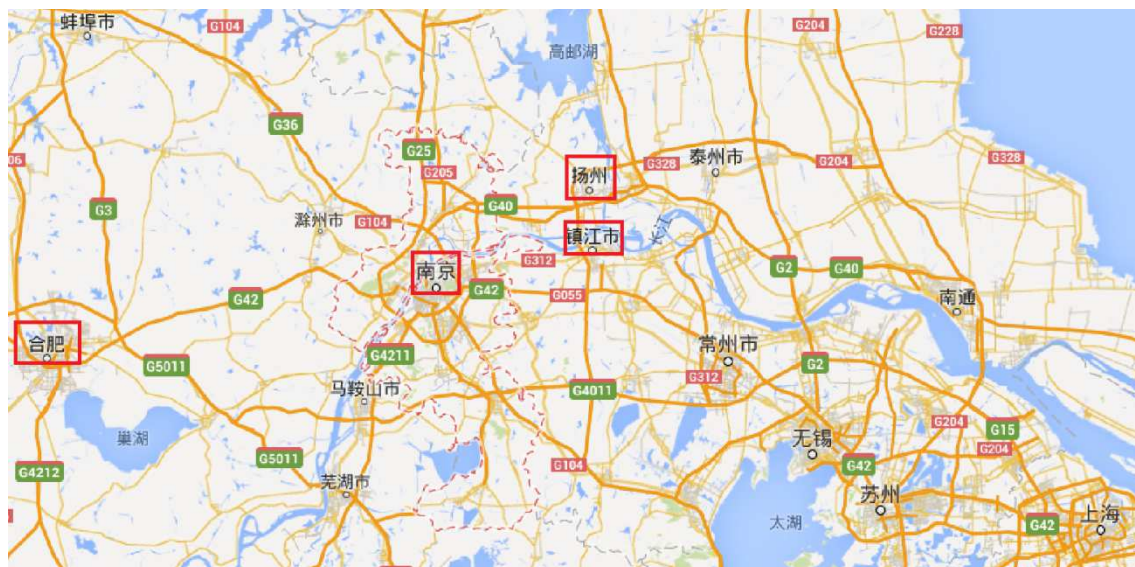 蚌埠市
G104
高邮湖
G204
G228
G36
G25
G328
泰州市
G204
G328
06
G205
扬州
G3
滁州市
G104
G40
长江
镇江市
G312
南京
G42
G055
G2
G40
南通
G42
合肥
G5011
G4211
常州市
G312
G2
马鞍山市
G4011
巢湖
G204
G15
无锡
G204
G4212
G5011
G104
G42
芜湖市
苏州
太湖
G42
上海